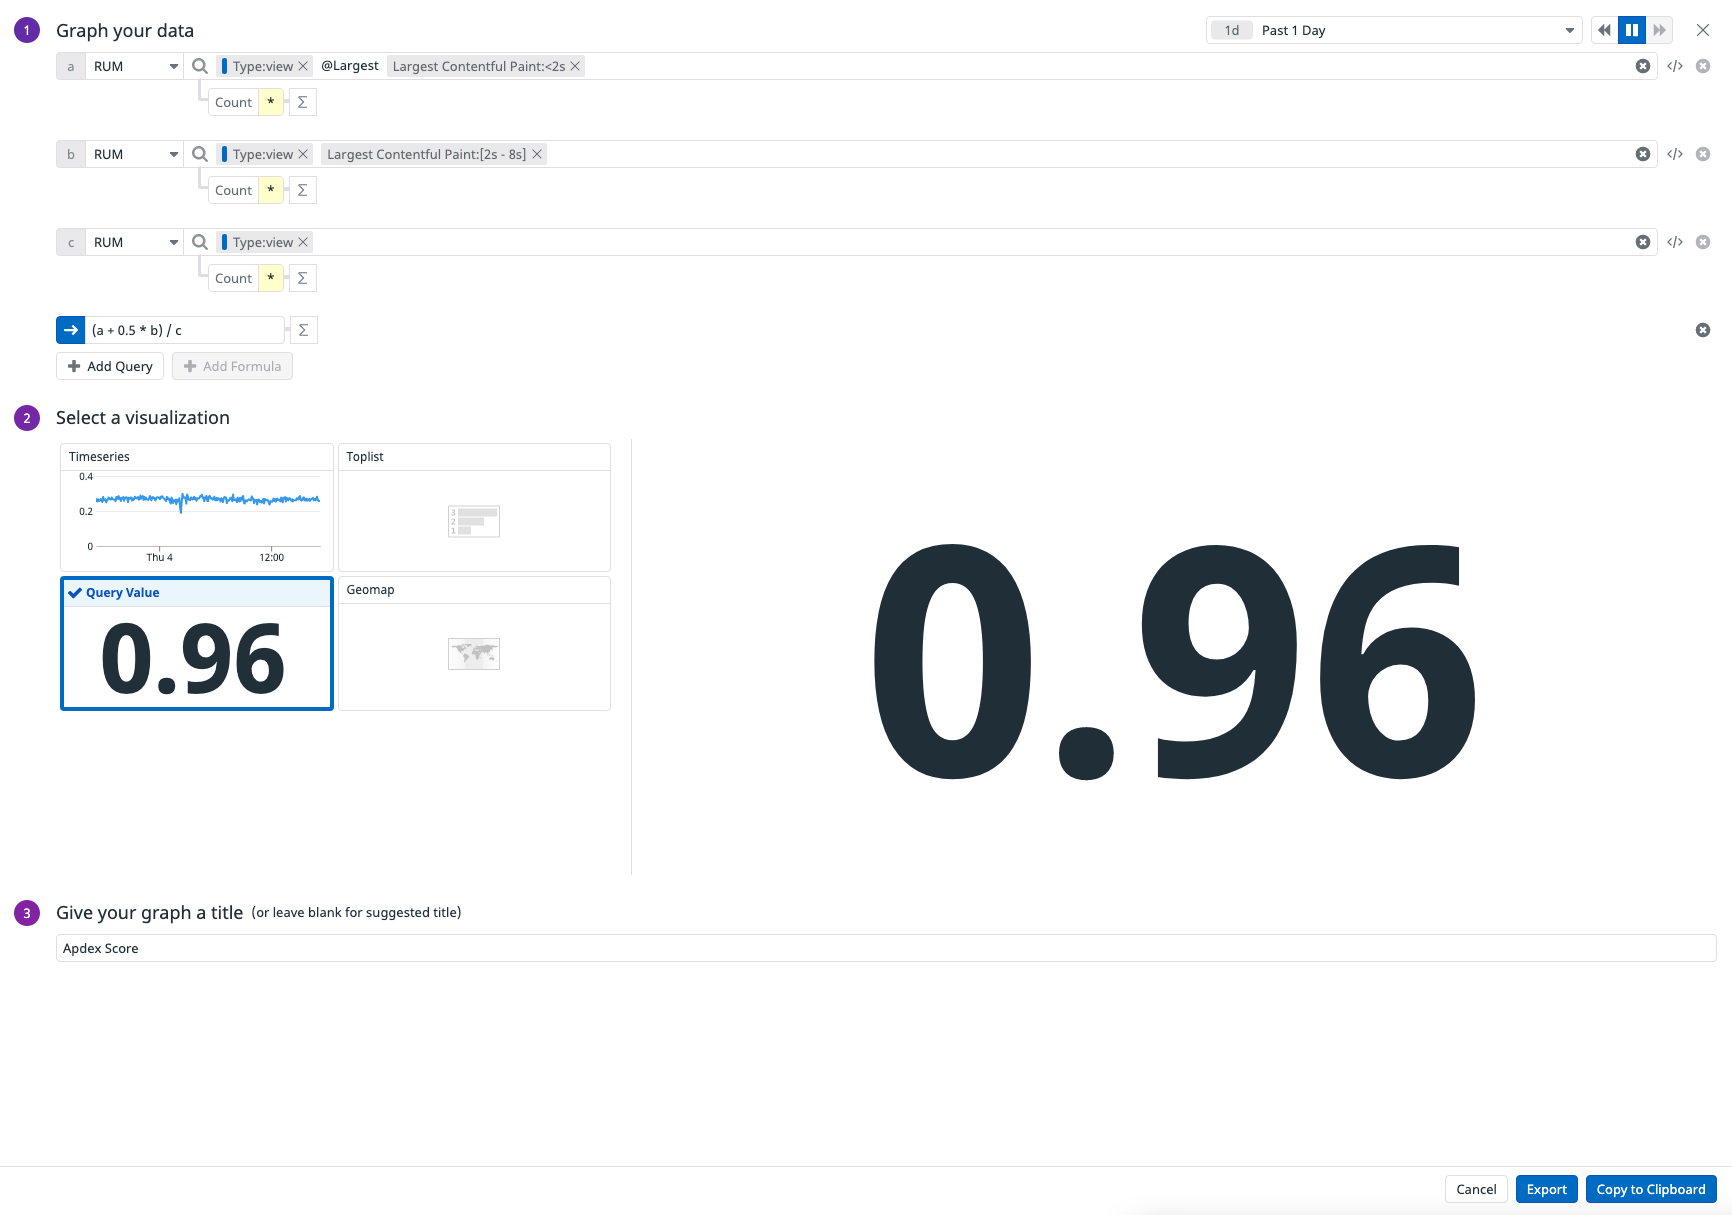 1 Graph your data 1d Past 1 Day
a RUM Type:view @Largest Largest Contentful Paint:<2s </>
Count * Σ
b RUM Type:view Largest Contentful Paint:[2s - 8s] </>
Count * Σ
c RUM Type:view </>
Count * Σ
(a + 0.5 * b) / c Σ
Add Query Add Formula
2 Select a visualization
Timeseries
0.4
0.2
0
Thu 4 12:00
Toplist
3
2
1
Query Value
0.96
Geomap
0.96
3 Give your graph a title (or leave blank for suggested title)
Apdex Score
Cancel Export Copy to Clipboard